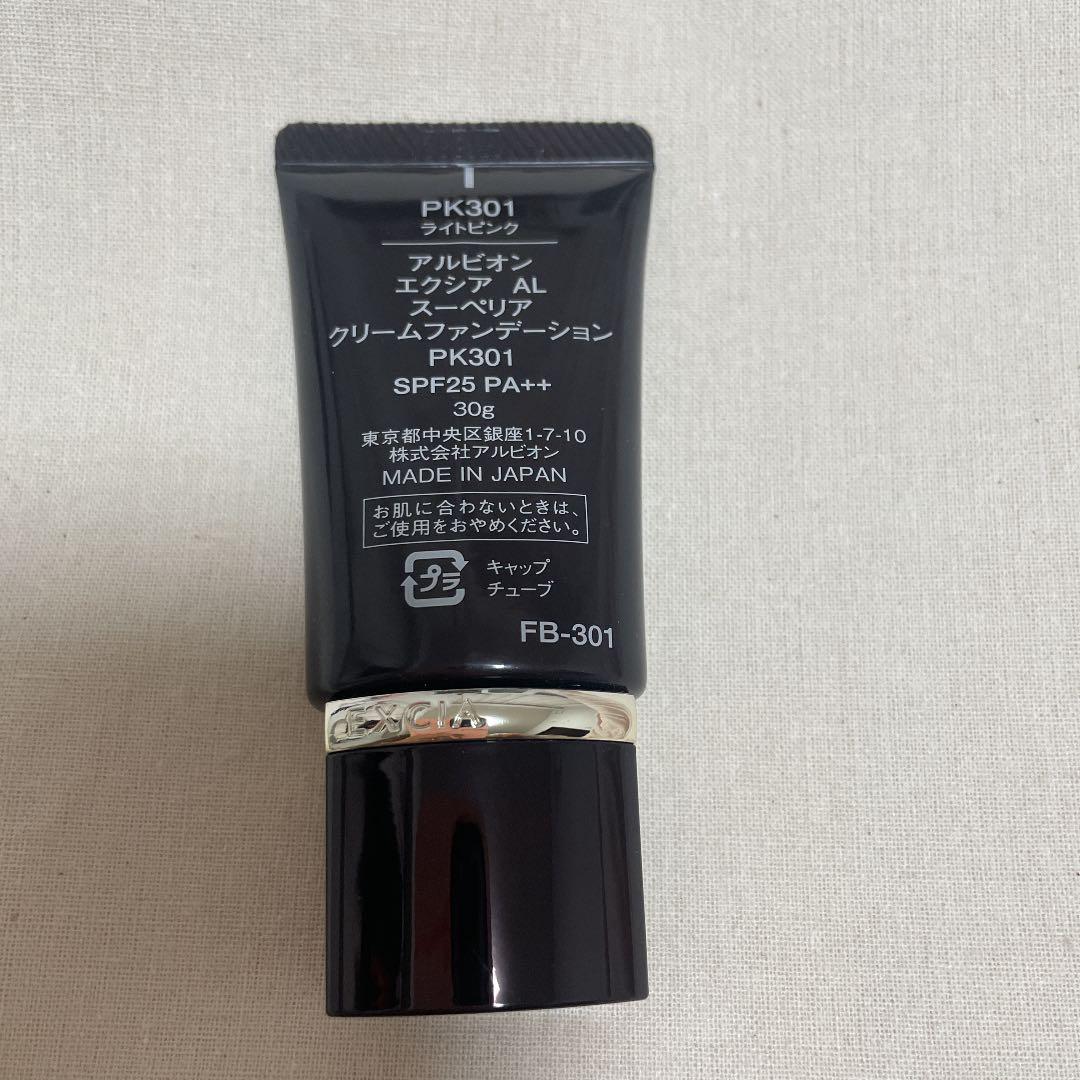 PK301
ライトピンク
アルビオン
エクシア AL
スーペリア
クリームファンデーション
PK301
SPF25 PA++
30g
東京都中央区銀座1-7-10
株式会社アルビオン
MADE IN JAPAN
お肌に合わないときは、
ご使用をおやめください。
プラ
キャップ
チューブ
FB-301
EXCIA